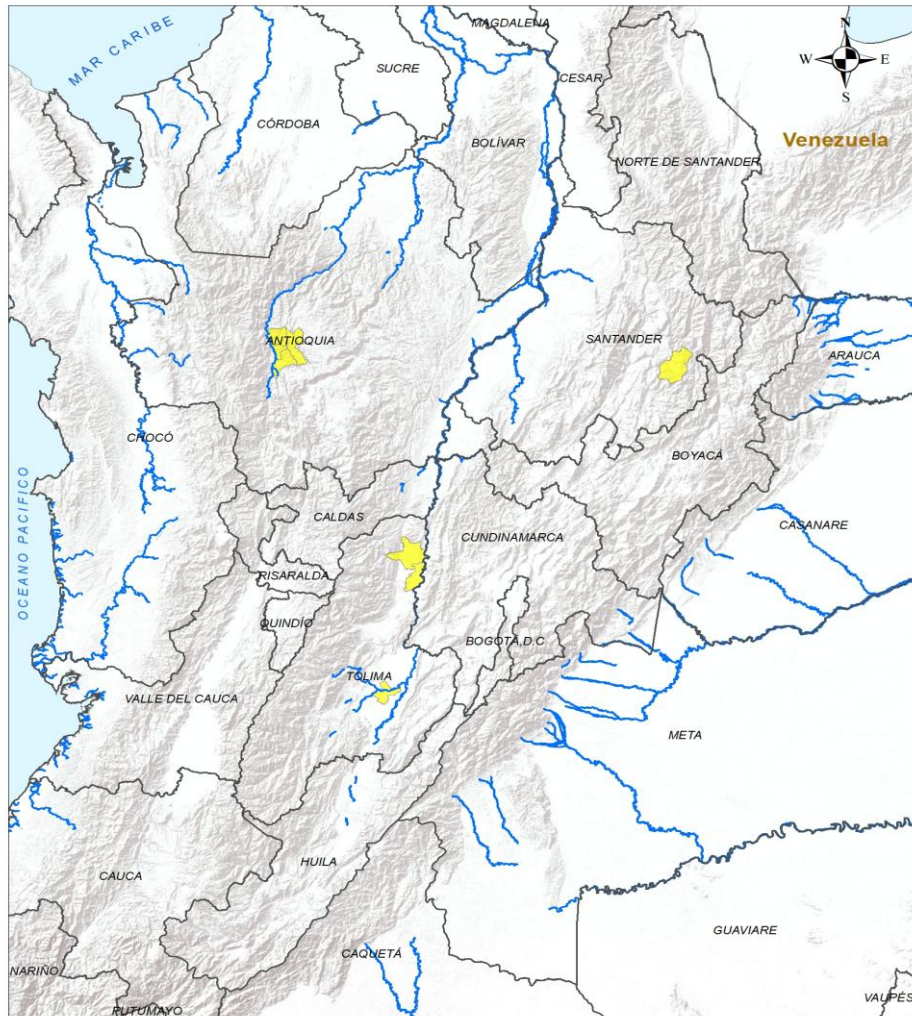 MAGDALENA
MAR CARIBE
N
W
E
S
SUCRE
CESAR
CÓRDOBA
BOLÍVAR
Venezuela
NORTE DE SANTANDER
ANTIOQUIA
SANTANDER
ARAUCA
CHOCÓ
BOYACÁ
OCEANO PACIFICO
CALDAS
CUNDINAMARCA
CASANARE
RISARALDA
QUINDÍO
BOGOTÁ,D.C
TOLIMA
VALLE DEL CAUCA
META
HUILA
CAUCA
GUAVIARE
CAQUETÁ
NARIÑO
VAUPÉS
PUTUMAYO